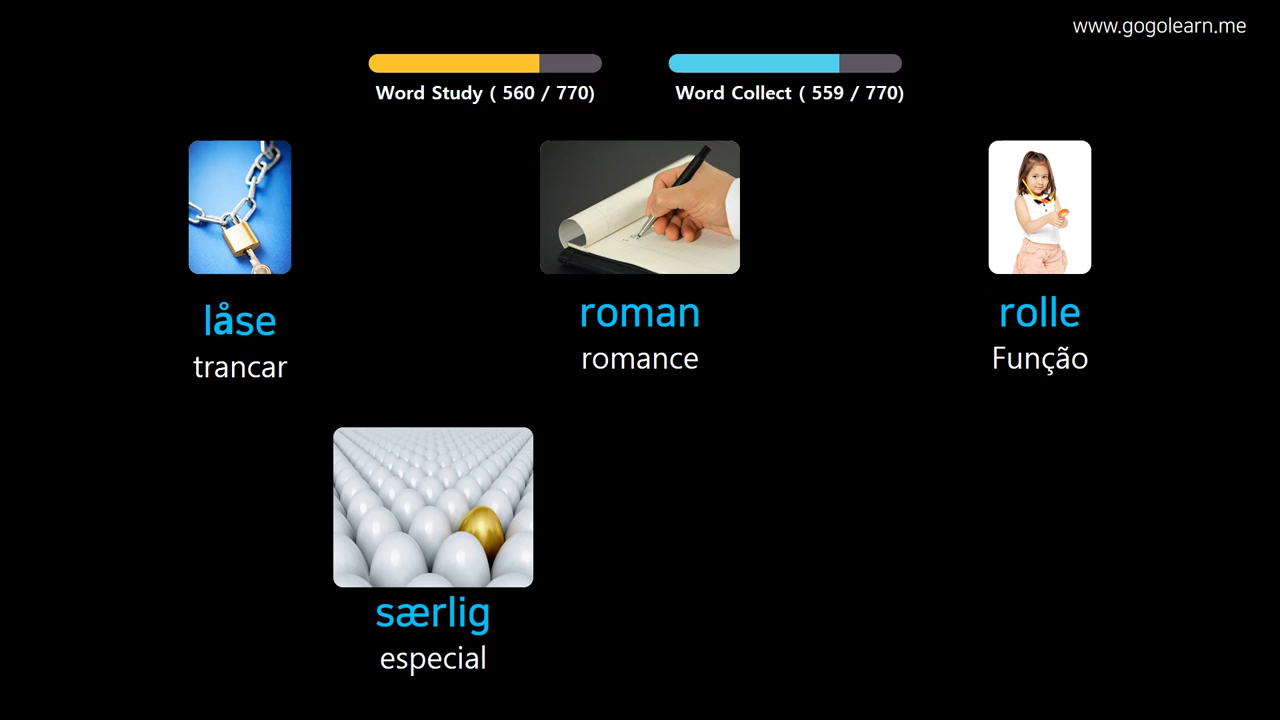 www.gogolearn.me
Word Study ( 560 / 770)
Word Collect ( 559 / 770)
låse
trancar
roman
romance
rolle
Função
særlig
especial